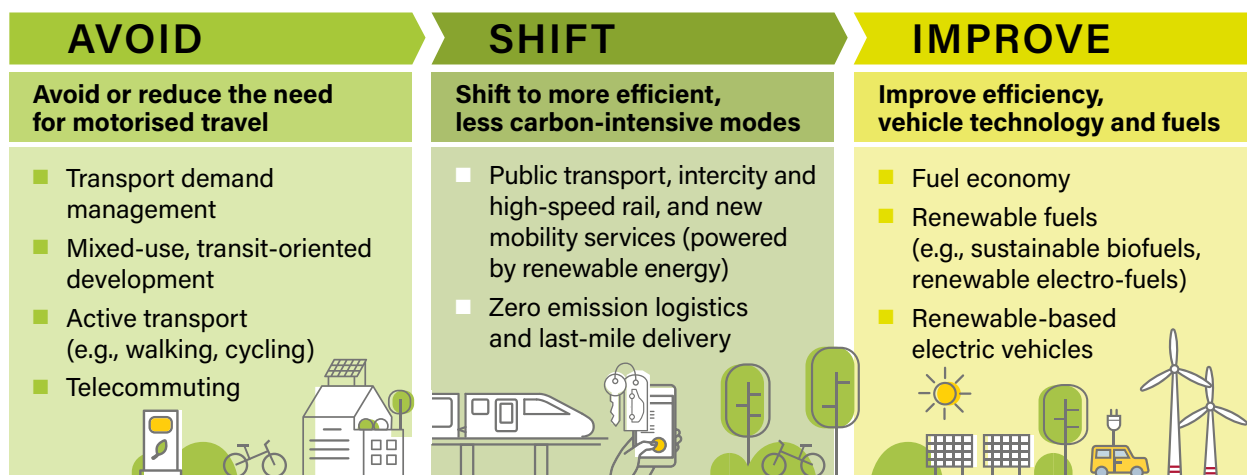 AVOID
Avoid or reduce the need
for motorised travel
■ Transport demand
management
■ Mixed-use, transit-oriented
development
■ Active transport
(e.g., walking, cycling)
■ Telecommuting
SHIFT
Shift to more efficient,
less carbon-intensive modes
■ Public transport, intercity and
high-speed rail, and new
mobility services (powered
by renewable energy)
■ Zero emission logistics
and last-mile delivery
IMPROVE
Improve efficiency,
vehicle technology and fuels
■ Fuel economy
■ Renewable fuels
(e.g., sustainable biofuels,
renewable electro-fuels)
■ Renewable-based
electric vehicles